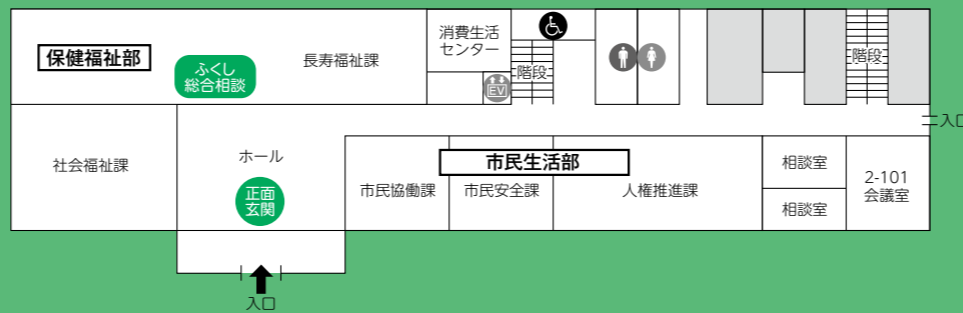 保健福祉部
ふくし
総合相談
長寿福祉課
消費生活
センター
EV
階段
階段
入口
社会福祉課
ホール
正面
玄関
市民生活部
市民協働課
市民安全課
人権推進課
相談室
相談室
2-101
会議室
入口